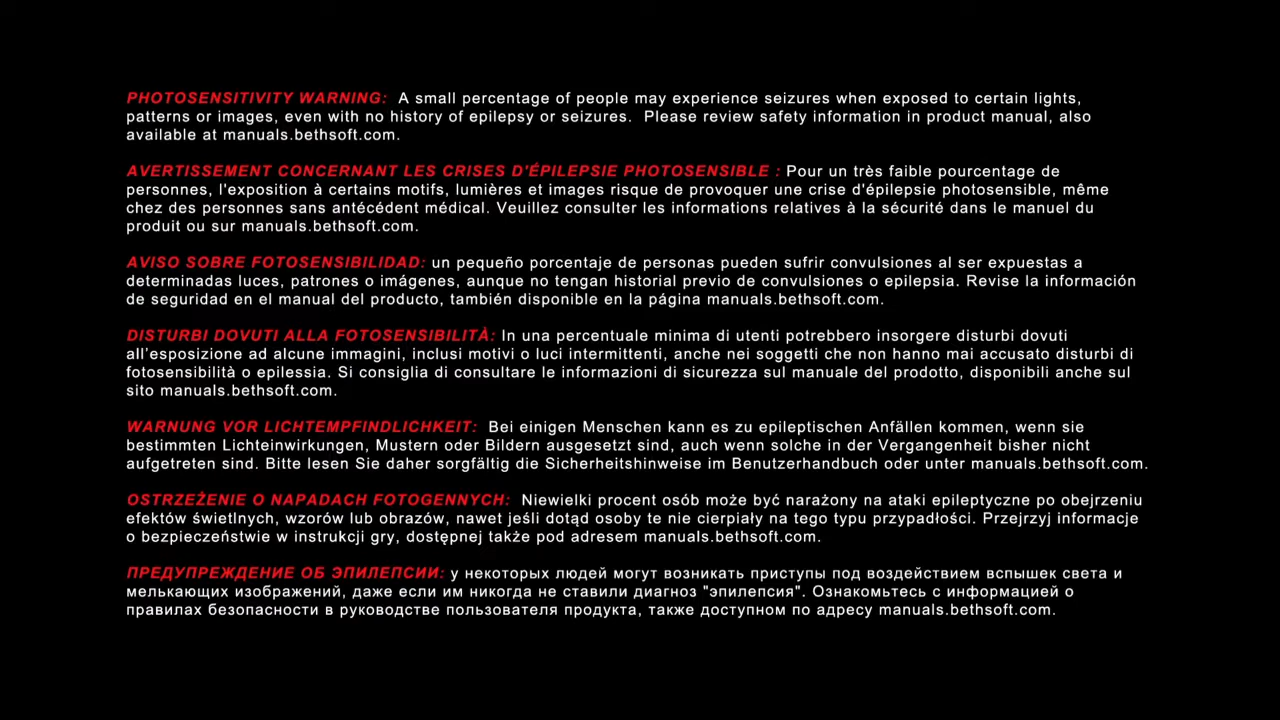 PHOTOSENSITIVITY WARNING:  A small percentage of people may experience seizures when exposed to certain lights,
patterns or images, even with no history of epilepsy or seizures.  Please review safety information in product manual, also
available at manuals.bethsoft.com.
AVERTISSEMENT CONCERNANT LES CRISES D'ÉPILEPSIE PHOTOSENSIBLE : Pour un très faible pourcentage de
personnes, l'exposition à certains motifs, lumières et images risque de provoquer une crise d'épilepsie photosensible, même
chez des personnes sans antécédent médical. Veuillez consulter les informations relatives à la sécurité dans le manuel du
produit ou sur manuals.bethsoft.com.
AVISO SOBRE FOTOSENSIBILIDAD: un pequeño porcentaje de personas pueden sufrir convulsiones al ser expuestas a
determinadas luces, patrones o imágenes, aunque no tengan historial previo de convulsiones o epilepsia. Revise la información
de seguridad en el manual del producto, también disponible en la página manuals.bethsoft.com.
DISTURBI DOVUTI ALLA FOTOSENSIBILITÀ: In una percentuale minima di utenti potrebbero insorgere disturbi dovuti
all’esposizione ad alcune immagini, inclusi motivi o luci intermittenti, anche nei soggetti che non hanno mai accusato disturbi di
fotosensibilità o epilessia. Si consiglia di consultare le informazioni di sicurezza sul manuale del prodotto, disponibili anche sul
sito manuals.bethsoft.com.
WARNUNG VOR LICHTEMPFINDLICHKEIT:  Bei einigen Menschen kann es zu epileptischen Anfällen kommen, wenn sie
bestimmten Lichteinwirkungen, Mustern oder Bildern ausgesetzt sind, auch wenn solche in der Vergangenheit bisher nicht
aufgetreten sind. Bitte lesen Sie daher sorgfältig die Sicherheitshinweise im Benutzerhandbuch oder unter manuals.bethsoft.com.
OSTRZEŻENIE O NAPADACH FOTOGENNYCH:  Niewielki procent osób może być narażony na ataki epileptyczne po obejrzeniu
efektów świetlnych, wzorów lub obrazów, nawet jeśli dotąd osoby te nie cierpiały na tego typu przypadłości. Przejrzyj informacje
o bezpieczeństwie w instrukcji gry, dostępnej także pod adresem manuals.bethsoft.com.
ПРЕДУПРЕЖДЕНИЕ ОБ ЭПИЛЕПСИИ: у некоторых людей могут возникать приступы под воздействием вспышек света и
мелькающих изображений, даже если им никогда не ставили диагноз "эпилепсия". Ознакомьтесь с информацией о
правилах безопасности в руководстве пользователя продукта, также доступном по адресу manuals.bethsoft.com.